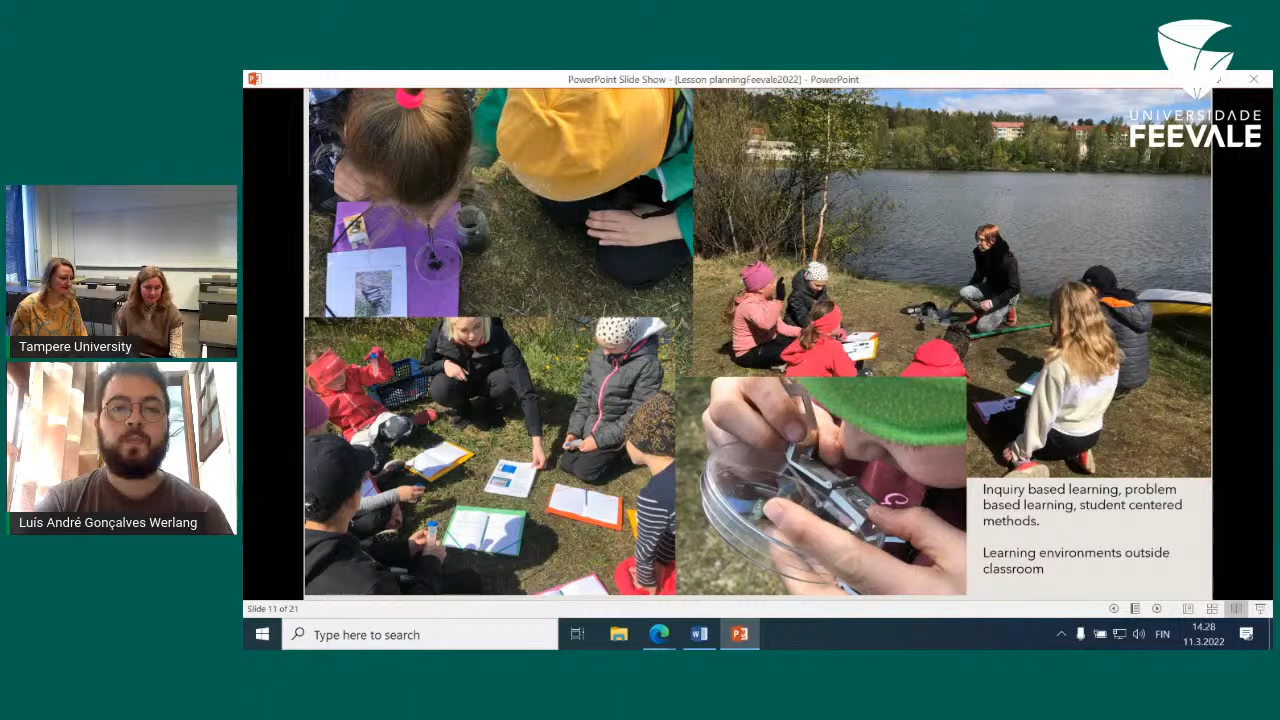 PowerPoint Slide Show - [Lesson planningFeevale2022] - PowerPoint
UNIVERSIDADE
FEEVALE
Tampere University
Luís André Gonçalves Werlang
Inquiry based learning, problem
based learning, student centered
methods.
Learning environments outside
classroom
Slide 11 of 21
Type here to search
FIN
14.28
11.3.2022